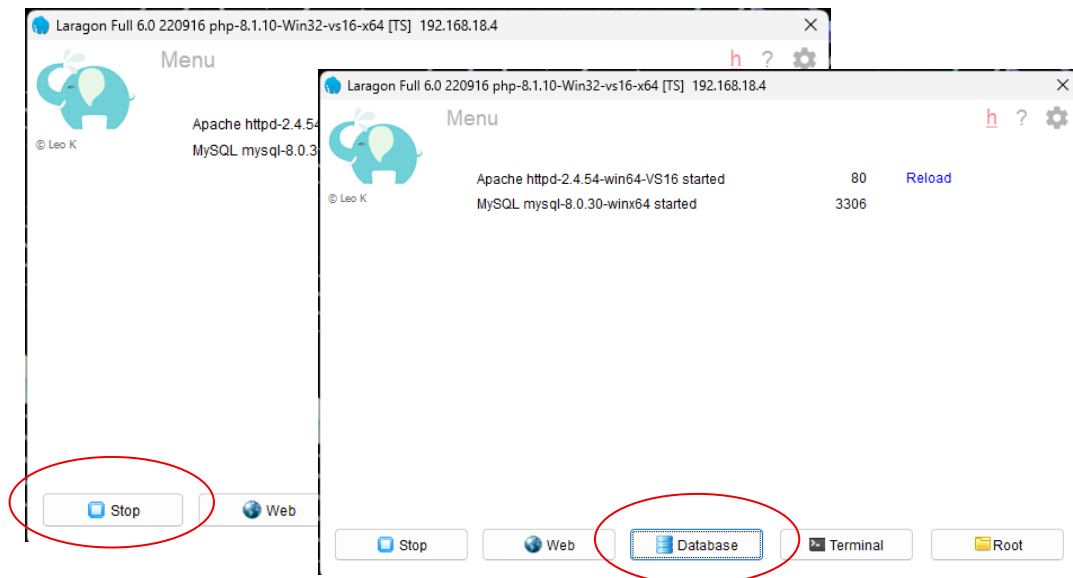 Laragon Full 6.0 220916 php-8.1.10-Win32-vs16-x64 [TS] 192.168.18.4
Menu
h ?
© Leo K
Apache httpd-2.4.54
MySQL mysql-8.0.3
Stop
Web
Laragon Full 6.0 220916 php-8.1.10-Win32-vs16-x64 [TS] 192.168.18.4
Menu
h ?
© Leo K
Apache httpd-2.4.54-win64-VS16 started 80 Reload
MySQL mysql-8.0.30-winx64 started 3306
Stop Web Database Terminal Root